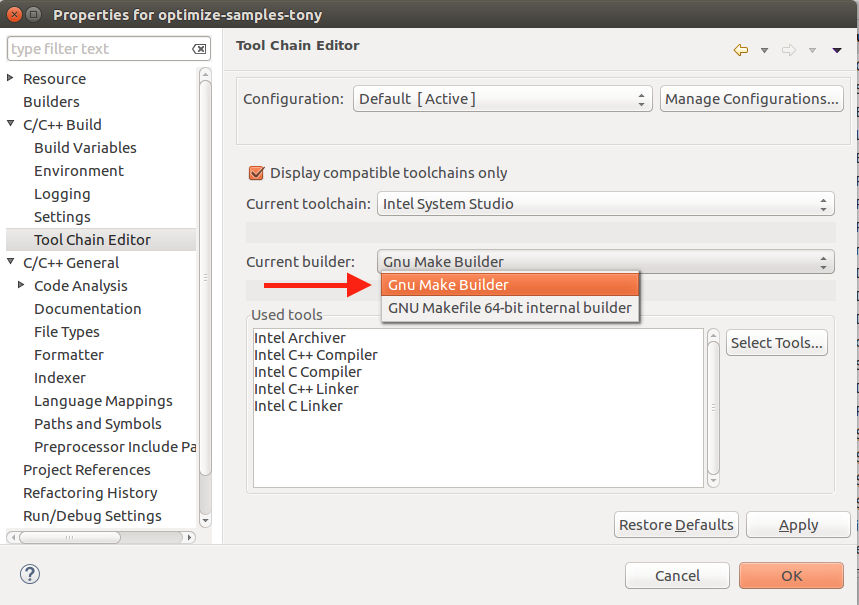 Properties for optimize-samples-tony
type filter text
Tool Chain Editor
Resource
Builders
C/C++ Build
Build Variables
Environment
Logging
Settings
Tool Chain Editor
C/C++ General
Code Analysis
Documentation
File Types
Formatter
Indexer
Language Mappings
Paths and Symbols
Preprocessor Include Pa
Project References
Refactoring History
Run/Debug Settings
Configuration: Default [ Active ] Manage Configurations...
Display compatible toolchains only
Current toolchain: Intel System Studio
Current builder: Gnu Make Builder
Gnu Make Builder
GNU Makefile 64-bit internal builder
Used tools
Intel Archiver
Intel C++ Compiler
Intel C Compiler
Intel C++ Linker
Intel C Linker
Select Tools...
Restore Defaults Apply
? Cancel OK